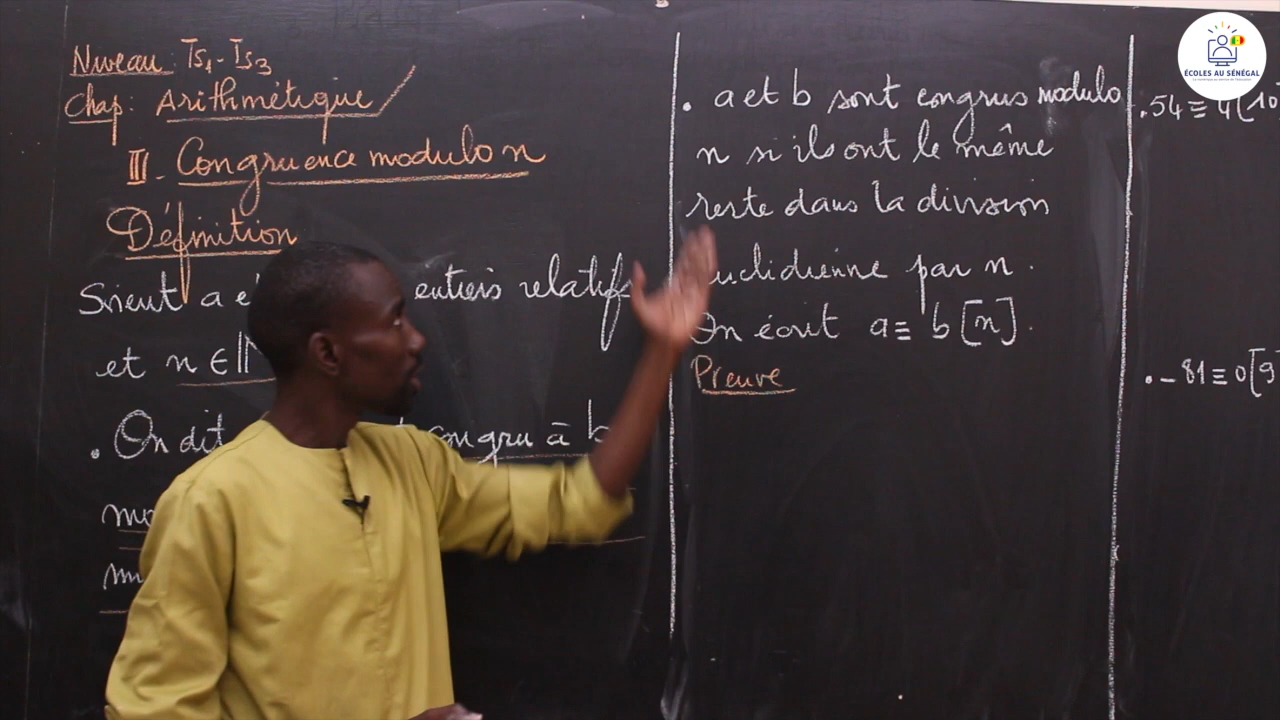 Niveau: Ts1-Ts3
Chap: Arithmétique
III. Congruence modulo n
Définition
Soient a entiers relatifs
et n ∈ IN
. On dit congru à b
. a et b sont congrus modulo
n si ils ont le même
reste dans la division
euclidienne par n.
On écrit a ≡ b [n].
Preuve
. 54 ≡ 4[10
. -81 ≡ 0[9]
ÉCOLES AU SÉNÉGAL